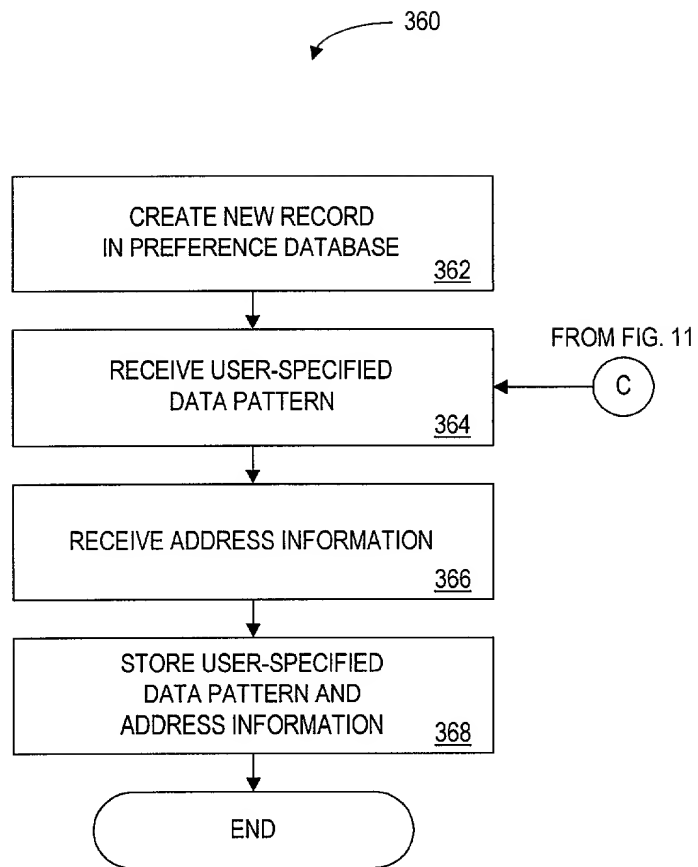 360
CREATE NEW RECORD
IN PREFERENCE DATABASE
362
FROM FIG. 11
RECEIVE USER-SPECIFIED
DATA PATTERN
C
364
RECEIVE ADDRESS INFORMATION
366
STORE USER-SPECIFIED
DATA PATTERN AND
ADDRESS INFORMATION
368
END